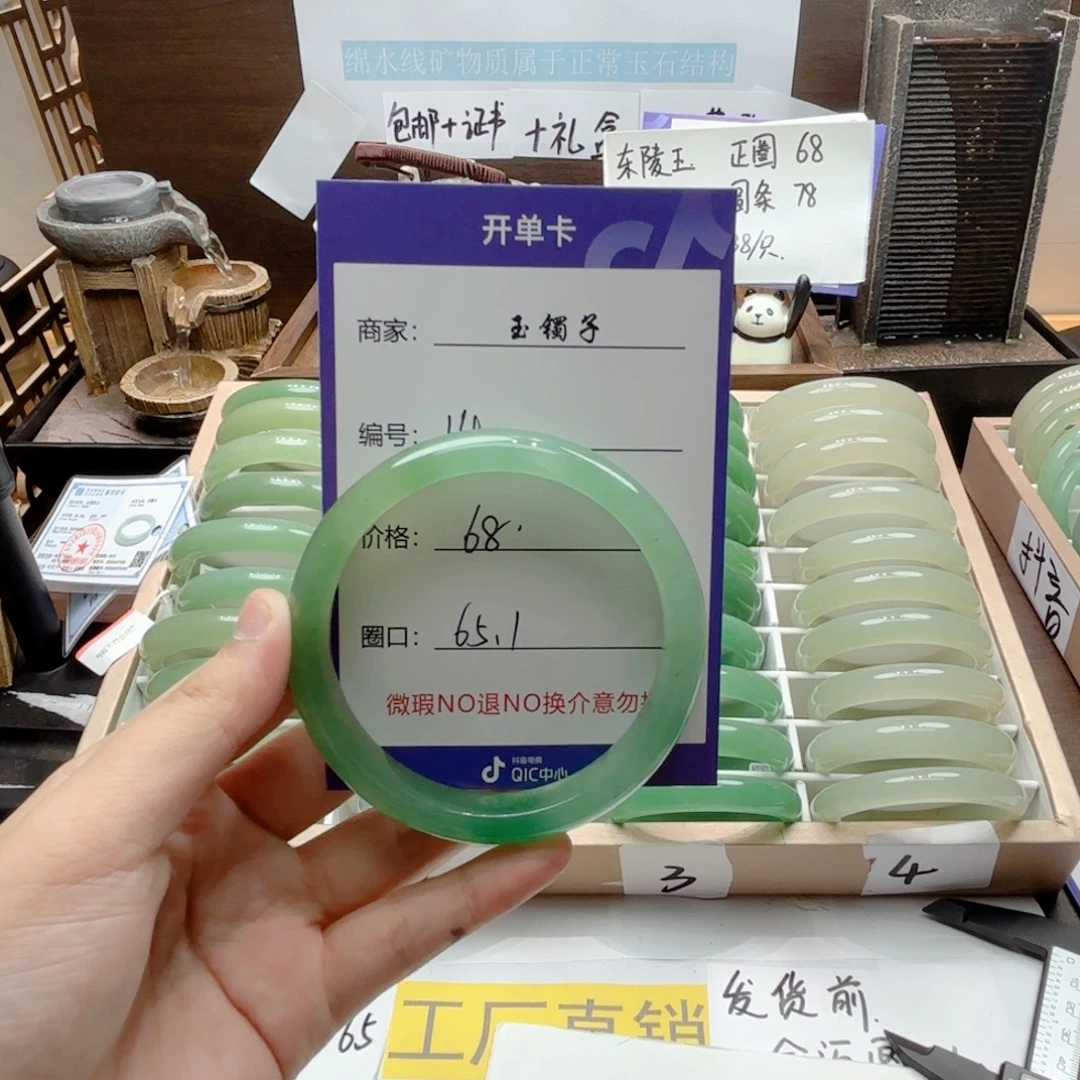 绵水线矿物质属于正常玉石结构
包邮+证书 +礼盒
东陵玉 正圈 68
圆条 78
68/只.
开单卡
商家: 玉镯子
编号:
价格: 68.
圈口: 65.1
微瑕NO退NO换介意勿
抖音电商
QIC中心
3
4
65
工厂直销
发货前